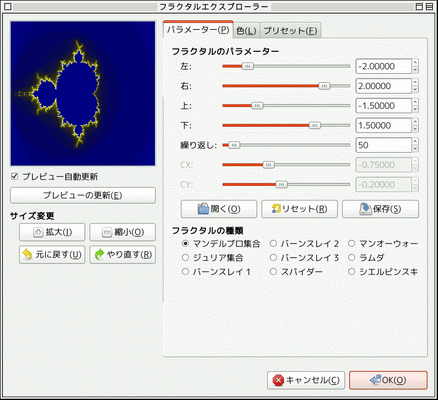 フラクタルエクスプローラー
パラメーター(P) 色(L) プリセット(F)
フラクタルのパラメーター
左: -2.00000
右: 2.00000
上: -1.50000
下: 1.50000
繰り返し: 50
CX: -0.75000
CY: -0.20000
開く(O) リセット(R) 保存(S)
フラクタルの種類
マンデルブロ集合 バーンスレイ 2 マンオーウォー
ジュリア集合 バーンスレイ 3 ラムダ
バーンスレイ 1 スパイダー シエルピンスキ
プレビュー自動更新
プレビューの更新(E)
サイズ変更
拡大(I) 縮小(O)
元に戻す(U) やり直す(R)
キャンセル(C) OK(O)